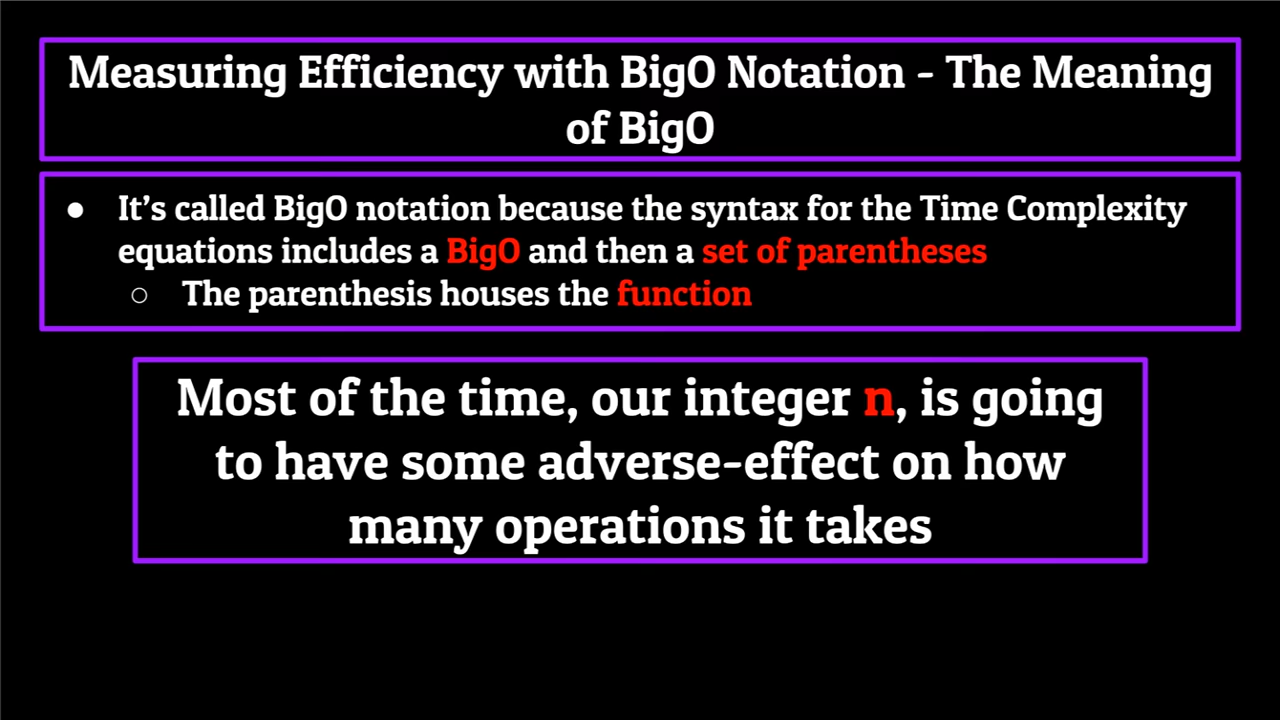 Measuring Efficiency with BigO Notation - The Meaning
of BigO
● It’s called BigO notation because the syntax for the Time Complexity
equations includes a BigO and then a set of parentheses
○ The parenthesis houses the function
Most of the time, our integer n, is going
to have some adverse-effect on how
many operations it takes